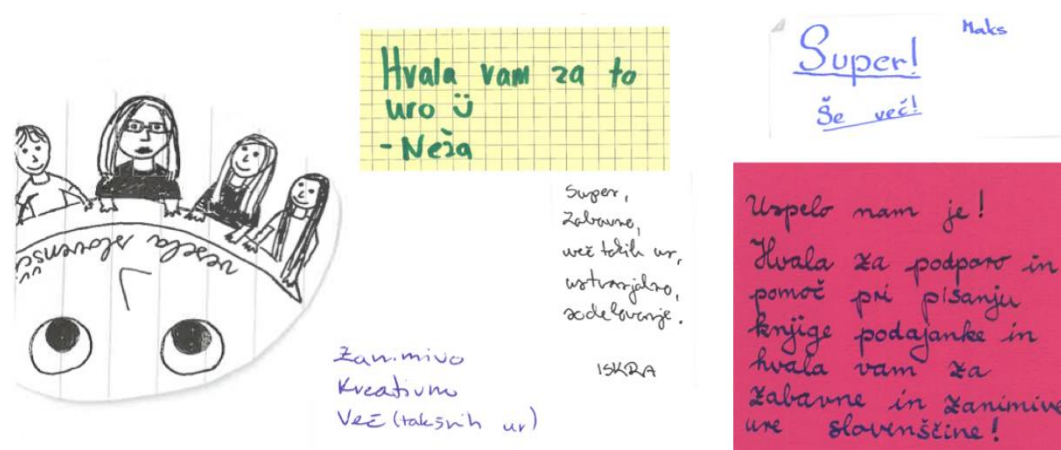 Hvala vam za to
uro ü
- Neža
Maks
Super!
Še več!
vesela slovenšč
Super,
Zabavno,
več takih ur,
ustvarjalno,
sodelovanje.
ISKRA
Zanimivo
Kreativno
Več (takšnih ur)
Uspelo nam je!
Hvala za podporo in
pomoč pri pisanju
knjige podajanke in
hvala vam za
zabavne in zanimive
ure slovenščine!